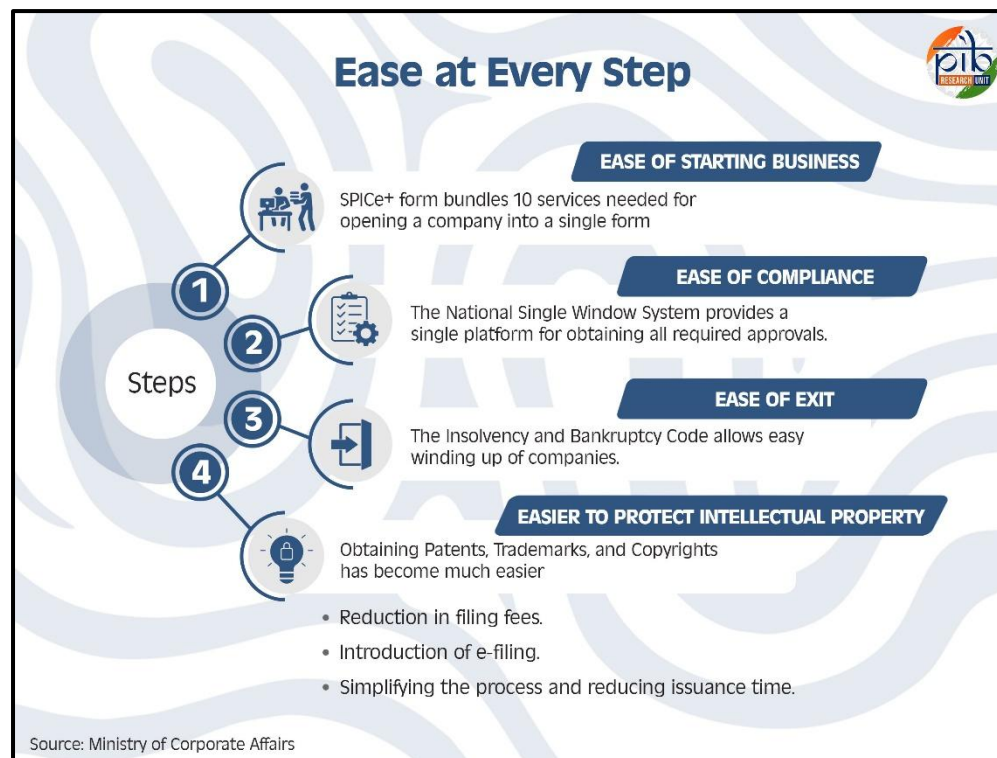 Ease at Every Step
pib
RESEARCH UNIT
EASE OF STARTING BUSINESS
SPICe+ form bundles 10 services needed for
opening a company into a single form
1
EASE OF COMPLIANCE
The National Single Window System provides a
single platform for obtaining all required approvals.
2
Steps
EASE OF EXIT
3
The Insolvency and Bankruptcy Code allows easy
winding up of companies.
4
EASIER TO PROTECT INTELLECTUAL PROPERTY
Obtaining Patents, Trademarks, and Copyrights
has become much easier
• Reduction in filing fees.
• Introduction of e-filing.
• Simplifying the process and reducing issuance time.
Source: Ministry of Corporate Affairs